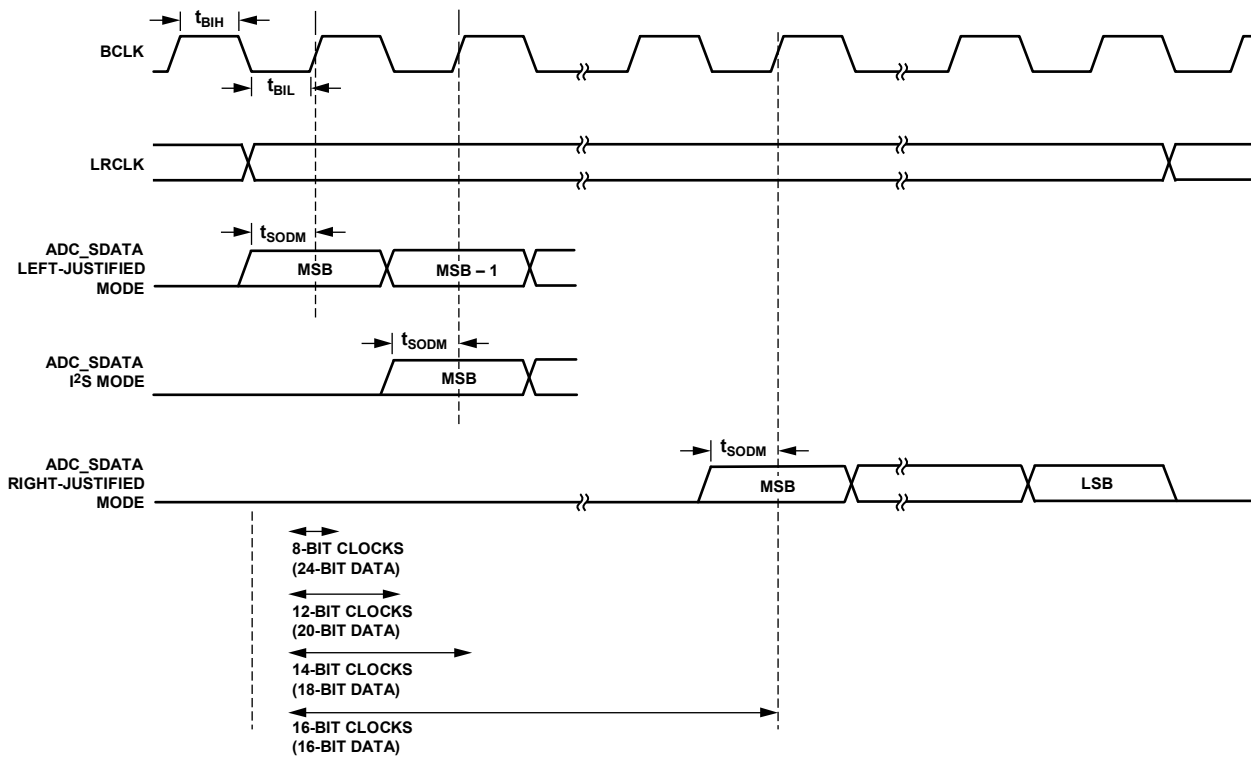 tBIH
BCLK
tBIL
LRCLK
tSODM
ADC_SDATA
LEFT-JUSTIFIED
MODE
MSB
MSB – 1
tSODM
ADC_SDATA
I2S MODE
MSB
tSODM
ADC_SDATA
RIGHT-JUSTIFIED
MODE
MSB
LSB
8-BIT CLOCKS
(24-BIT DATA)
12-BIT CLOCKS
(20-BIT DATA)
14-BIT CLOCKS
(18-BIT DATA)
16-BIT CLOCKS
(16-BIT DATA)